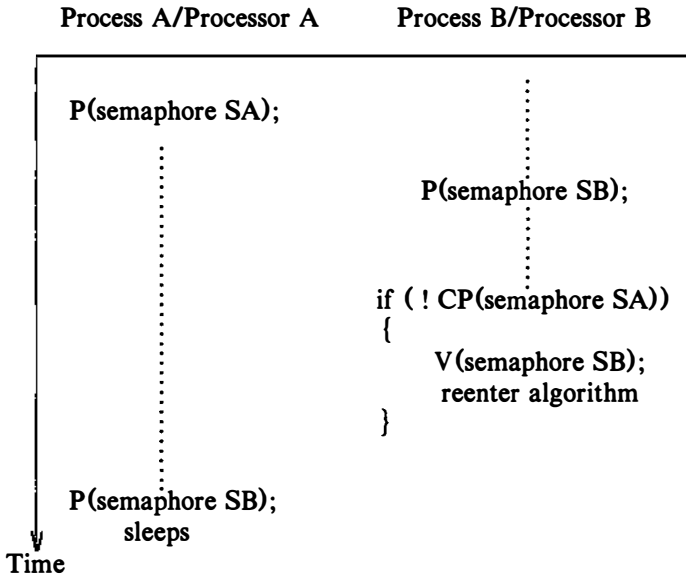 Process A/Processor A Process B/Processor B
P(semaphore SA);
P(semaphore SB);
if ( ! CP(semaphore SA))
{
V(semaphore SB);
reenter algorithm
}
P(semaphore SB);
sleeps
Time